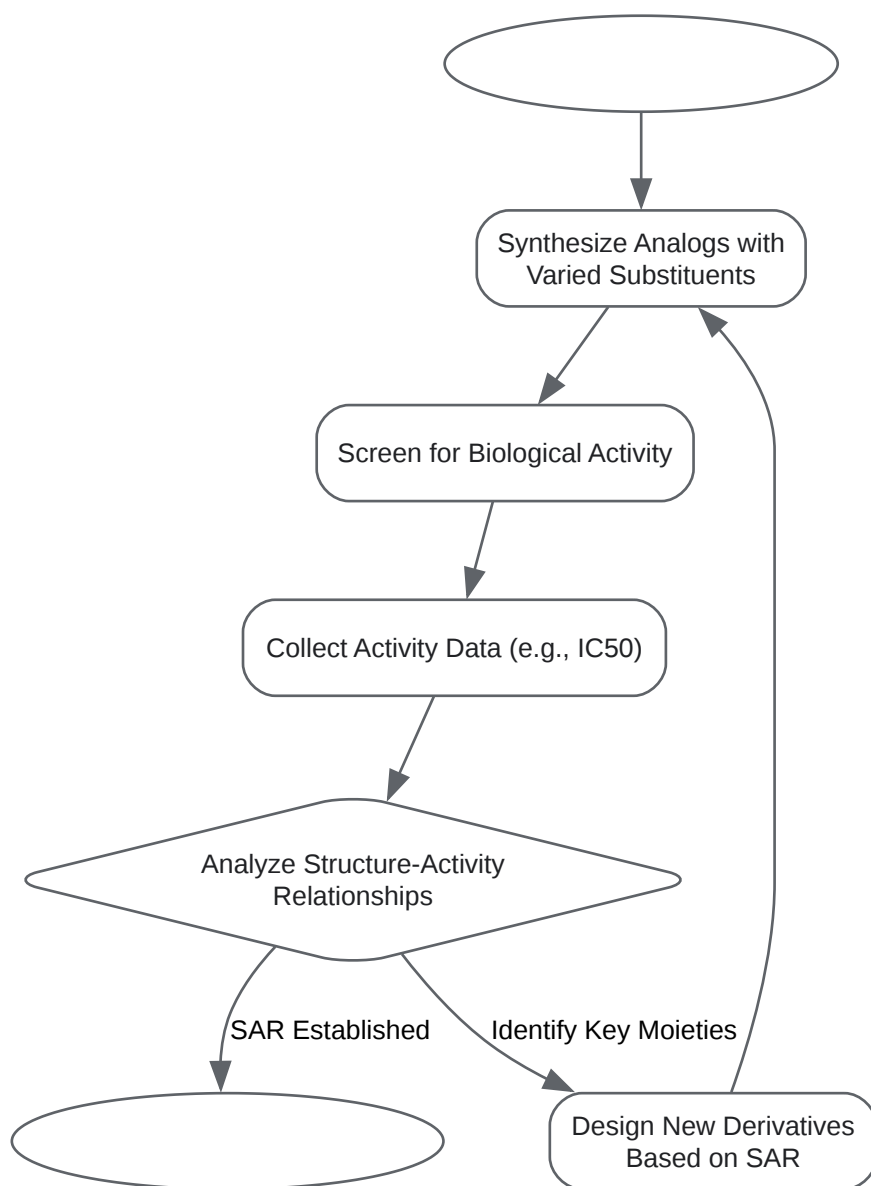 Synthesize Analogs with
Varied Substituents
Screen for Biological Activity
Collect Activity Data (e.g., IC50)
Analyze Structure-Activity
Relationships
SAR Established
Identify Key Moieties
Design New Derivatives
Based on SAR